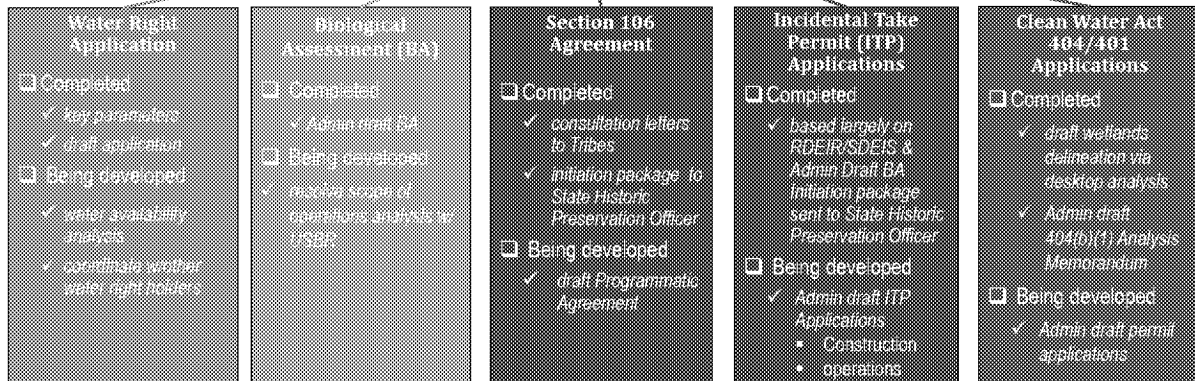 Water Right
Application
❑ Completed
✓ key parameters
✓ draft application
❑ Being developed
✓ water availability
analysis
✓ coordinate w/other
water right holders
Biological
Assessment (BA)
❑ Completed
✓ Admin draft BA
❑ Being developed
✓ resolve scope of
operations analysis w/
USBR
Section 106
Agreement
❑ Completed
✓ consultation letters
to Tribes
✓ initiation package to
State Historic
Preservation Officer
❑ Being developed
✓ draft Programmatic
Agreement
Incidental Take
Permit (ITP)
Applications
❑ Completed
✓ based largely on
RDEIR/SDEIS &
Admin Draft BA
Initiation package
sent to State Historic
Preservation Officer
❑ Being developed
✓ Admin draft ITP
Applications
▪ Construction
▪ operations
Clean Water Act
404/401
Applications
❑ Completed
✓ draft wetlands
delineation via
desktop analysis
✓ Admin draft
404(b)(1) Analysis
Memorandum
❑ Being developed
✓ Admin draft permit
applications